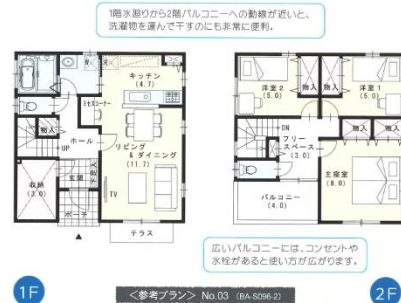 1階水廻りから2階バルコニーへの動線が近いと、
洗濯物を運んで干すのにも非常に便利。
キッチン
(4.7)
ミセスコーナー
物入
ホール
UP
リビング
&ダイニング
(11.7)
収納
(3.0)
玄関
TV
ポーチ
テラス
洋室2
(5.0)
物入
物入
洋室1
(5.0)
DN
フリー
スペース
(3.0)
物入
物入
主寝室
(8.0)
バルコニー
(4.0)
広いバルコニーには、コンセントや
水栓があると使い方が広がります。
1F
<参考プラン> No.03 (BA-S096-2)
2F